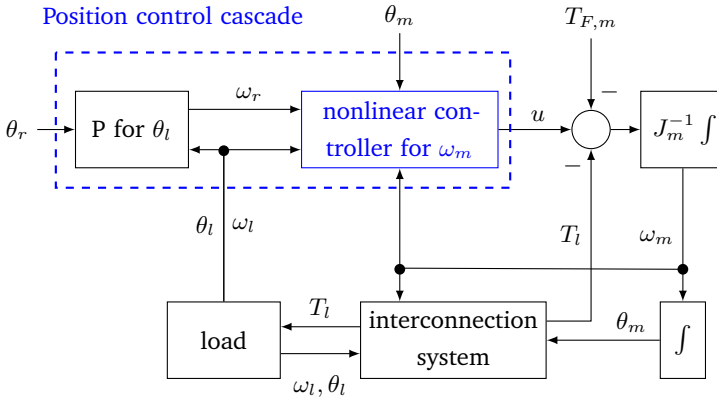 Position control cascade
θ_m
T_{F,m}
θ_r
P for θ_l
ω_r
nonlinear con-
troller for ω_m
u
−
−
J_m^{-1} ∫
θ_l
ω_l
T_l
ω_m
load
T_l
ω_l, θ_l
interconnection
system
θ_m
∫